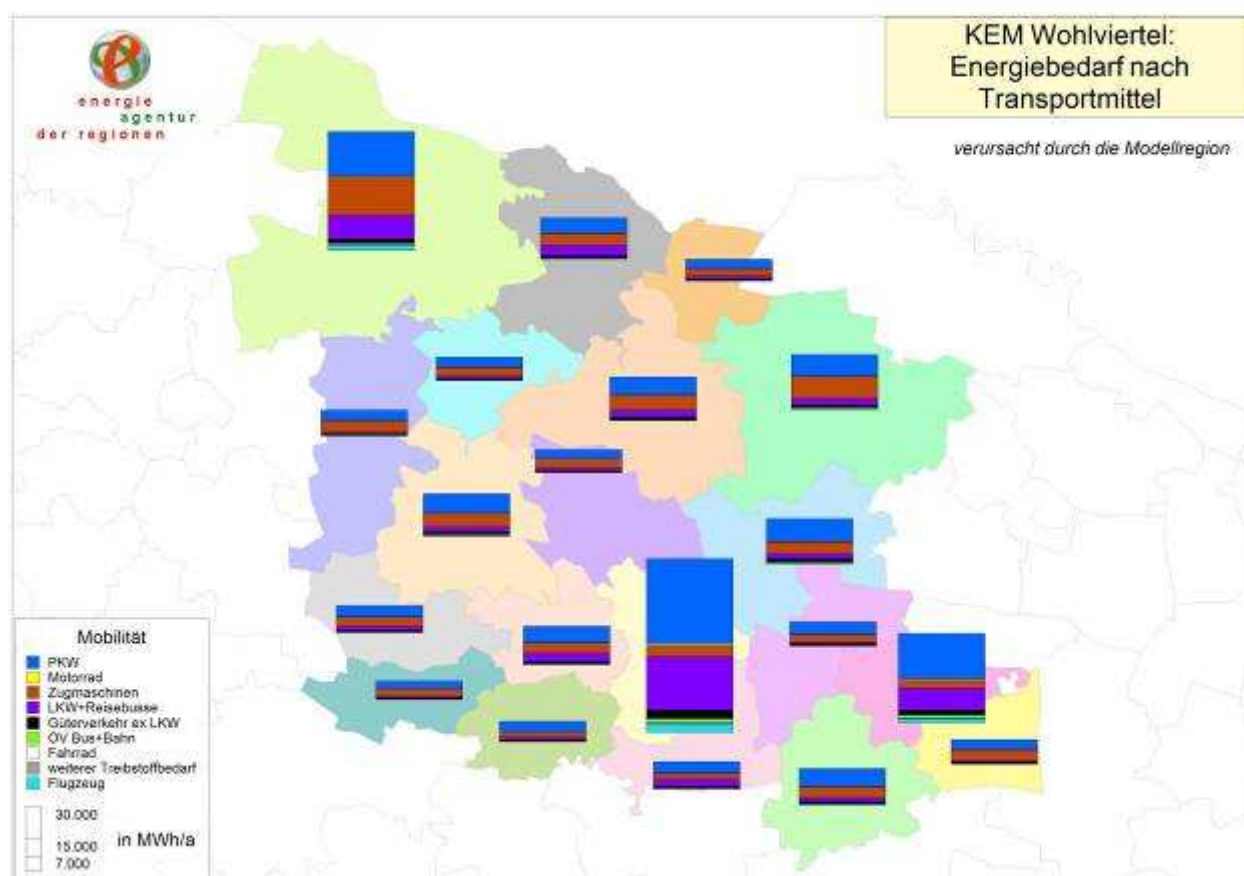 energie
agentur
der regionen
KEM Wohlviertel:
Energiebedarf nach
Transportmittel
verursacht durch die Modellregion
Mobilität
PKW
Motorrad
Zugmaschinen
LKW+Reisebusse
Güterverkehr ex LKW
ÖV Bus+Bahn
Fahrrad
weiterer Treibstoffbedarf
Flugzeug
30.000
15.000
7.000
in MWh/a